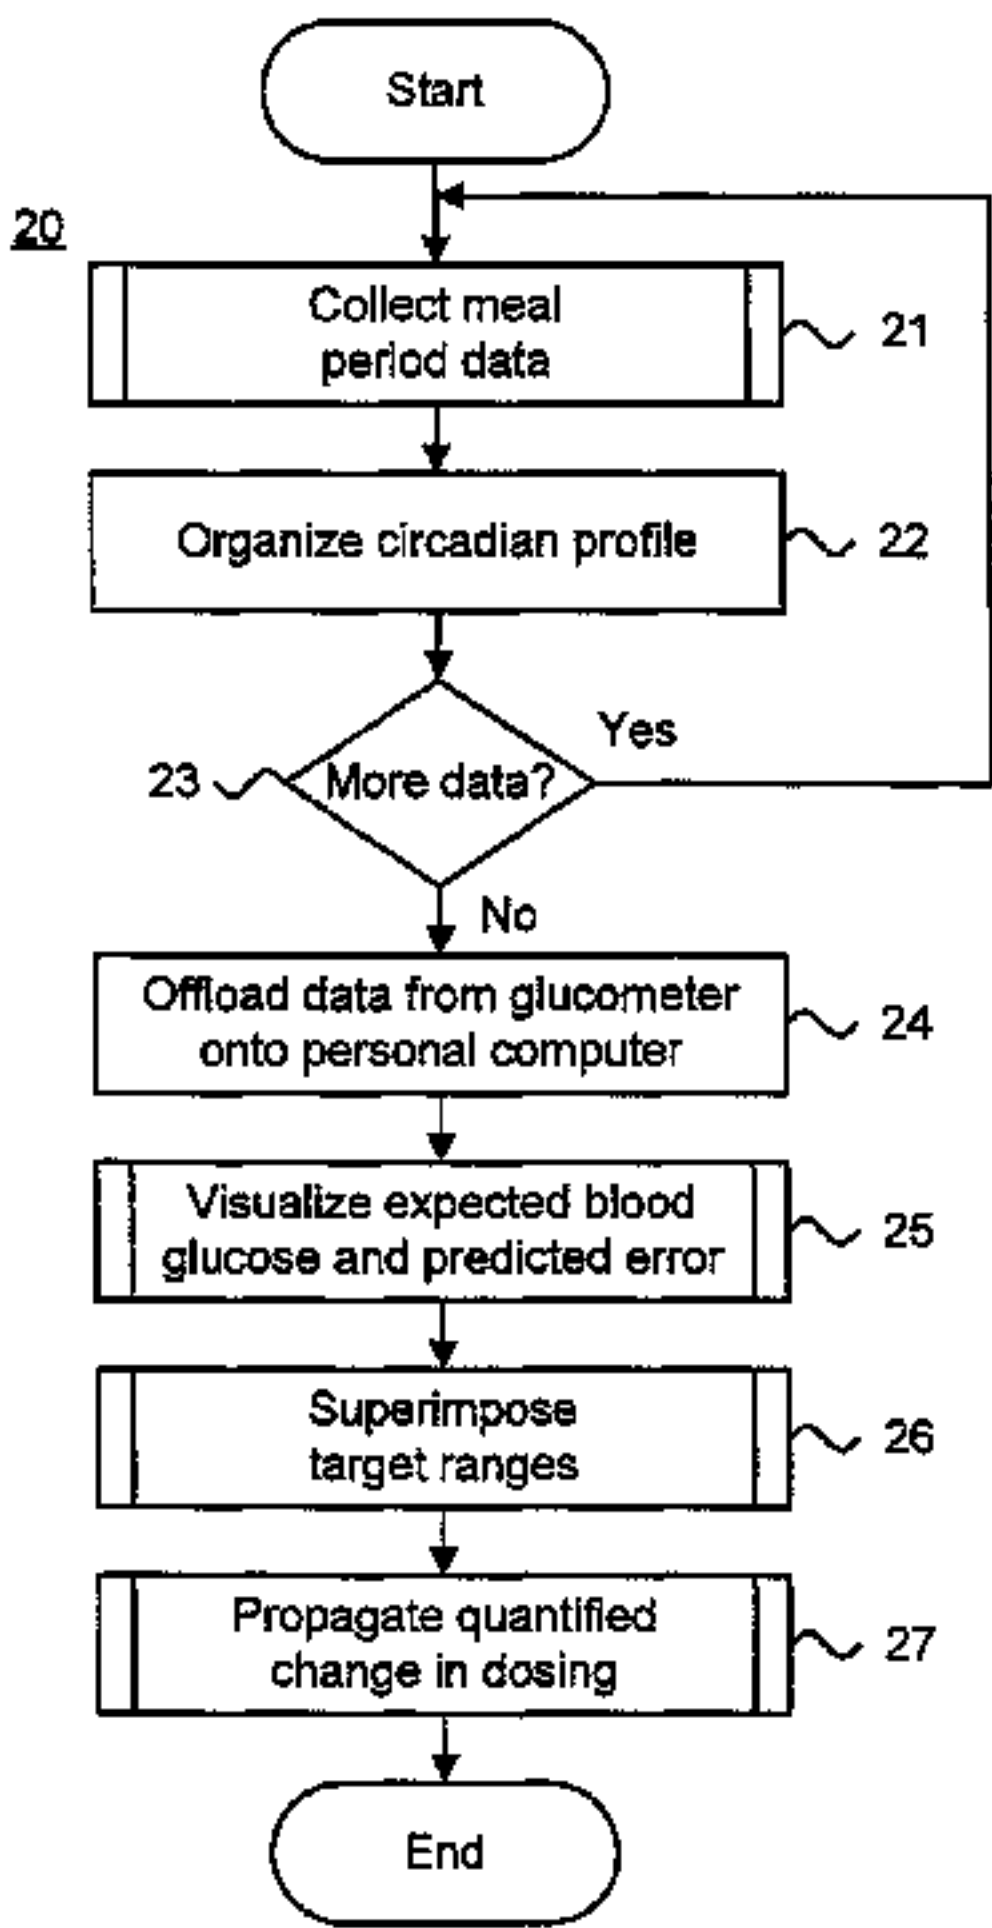 Start
20
Collect meal
period data
21
Organize circadian profile
22
Yes
23
More data?
No
Offload data from glucometer
onto personal computer
24
Visualize expected blood
glucose and predicted error
25
Superimpose
target ranges
26
Propagate quantified
change in dosing
27
End